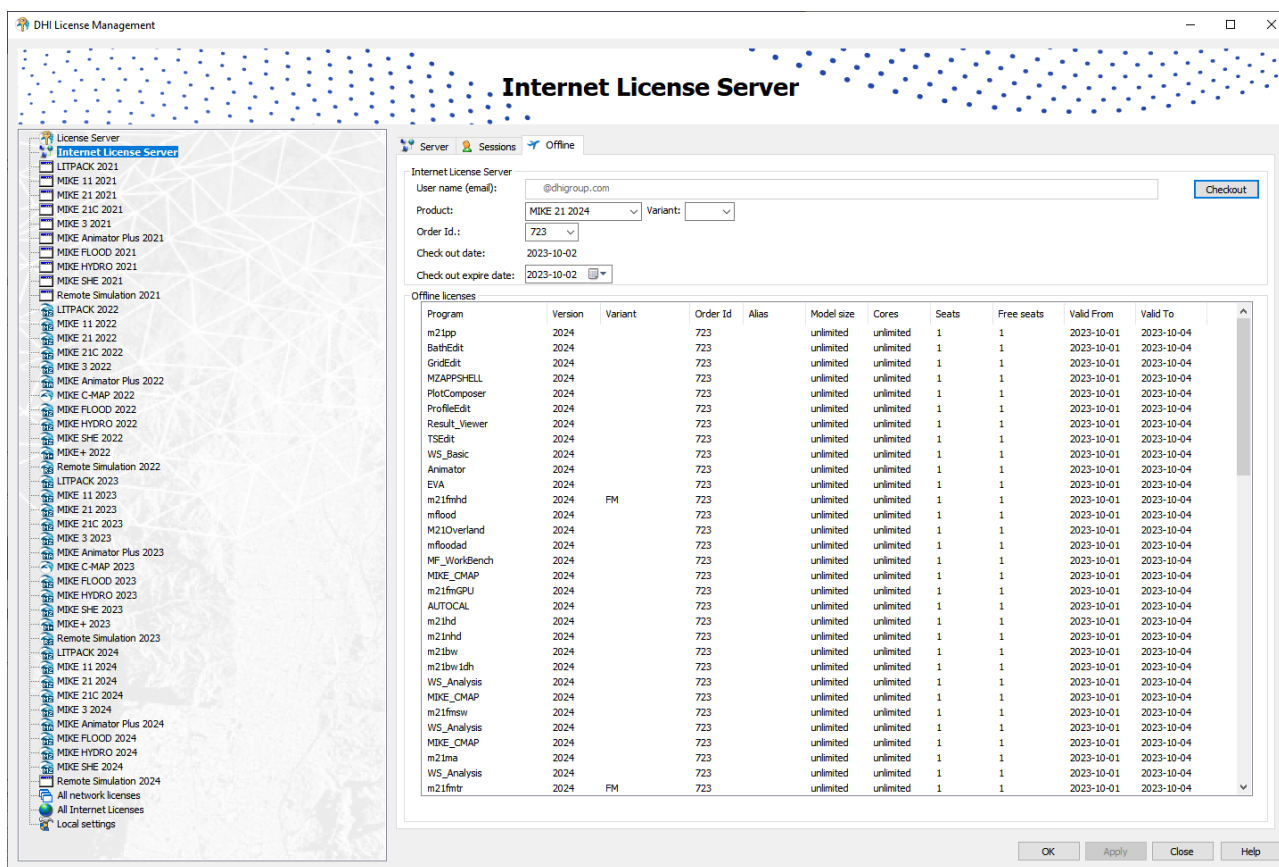 DHI License Management
Internet License Server
License Server
Internet License Server
LITPACK 2021
MIKE 11 2021
MIKE 21 2021
MIKE 21C 2021
MIKE 3 2021
MIKE Animator Plus 2021
MIKE FLOOD 2021
MIKE HYDRO 2021
MIKE SHE 2021
Remote Simulation 2021
LITPACK 2022
MIKE 11 2022
MIKE 21 2022
MIKE 21C 2022
MIKE 3 2022
MIKE Animator Plus 2022
MIKE C-MAP 2022
MIKE FLOOD 2022
MIKE HYDRO 2022
MIKE SHE 2022
MIKE+ 2022
Remote Simulation 2022
LITPACK 2023
MIKE 11 2023
MIKE 21 2023
MIKE 21C 2023
MIKE 3 2023
MIKE Animator Plus 2023
MIKE C-MAP 2023
MIKE FLOOD 2023
MIKE HYDRO 2023
MIKE SHE 2023
MIKE+ 2023
Remote Simulation 2023
LITPACK 2024
MIKE 11 2024
MIKE 21 2024
MIKE 21C 2024
MIKE 3 2024
MIKE Animator Plus 2024
MIKE FLOOD 2024
MIKE HYDRO 2024
MIKE SHE 2024
Remote Simulation 2024
All network licenses
All Internet Licenses
Local settings
Server Sessions Offline
Internet License Server
User name (email): @dhigroup.com Checkout
Product: MIKE 21 2024 Variant:
Order Id.: 723
Check out date: 2023-10-02
Check out expire date: 2023-10-02
Offline licenses
Program Version Variant Order Id Alias Model size Cores Seats Free seats Valid From Valid To
m21pp 2024 723 unlimited unlimited 1 1 2023-10-01 2023-10-04
BathEdit 2024 723 unlimited unlimited 1 1 2023-10-01 2023-10-04
GridEdit 2024 723 unlimited unlimited 1 1 2023-10-01 2023-10-04
MZAPPSHELL 2024 723 unlimited unlimited 1 1 2023-10-01 2023-10-04
PlotComposer 2024 723 unlimited unlimited 1 1 2023-10-01 2023-10-04
ProfileEdit 2024 723 unlimited unlimited 1 1 2023-10-01 2023-10-04
Result_Viewer 2024 723 unlimited unlimited 1 1 2023-10-01 2023-10-04
TSEdit 2024 723 unlimited unlimited 1 1 2023-10-01 2023-10-04
WS_Basic 2024 723 unlimited unlimited 1 1 2023-10-01 2023-10-04
Animator 2024 723 unlimited unlimited 1 1 2023-10-01 2023-10-04
EVA 2024 723 unlimited unlimited 1 1 2023-10-01 2023-10-04
m21fmhd 2024 FM 723 unlimited unlimited 1 1 2023-10-01 2023-10-04
mflood 2024 723 unlimited unlimited 1 1 2023-10-01 2023-10-04
M21Overland 2024 723 unlimited unlimited 1 1 2023-10-01 2023-10-04
mfloodad 2024 723 unlimited unlimited 1 1 2023-10-01 2023-10-04
MF_WorkBench 2024 723 unlimited unlimited 1 1 2023-10-01 2023-10-04
MIKE_CMAP 2024 723 unlimited unlimited 1 1 2023-10-01 2023-10-04
m21fmGPU 2024 723 unlimited unlimited 1 1 2023-10-01 2023-10-04
AUTOCAL 2024 723 unlimited unlimited 1 1 2023-10-01 2023-10-04
m21hd 2024 723 unlimited unlimited 1 1 2023-10-01 2023-10-04
m21nhd 2024 723 unlimited unlimited 1 1 2023-10-01 2023-10-04
m21bw 2024 723 unlimited unlimited 1 1 2023-10-01 2023-10-04
m21bw1dh 2024 723 unlimited unlimited 1 1 2023-10-01 2023-10-04
WS_Analysis 2024 723 unlimited unlimited 1 1 2023-10-01 2023-10-04
MIKE_CMAP 2024 723 unlimited unlimited 1 1 2023-10-01 2023-10-04
m21fmsw 2024 723 unlimited unlimited 1 1 2023-10-01 2023-10-04
WS_Analysis 2024 723 unlimited unlimited 1 1 2023-10-01 2023-10-04
MIKE_CMAP 2024 723 unlimited unlimited 1 1 2023-10-01 2023-10-04
m21ma 2024 723 unlimited unlimited 1 1 2023-10-01 2023-10-04
WS_Analysis 2024 723 unlimited unlimited 1 1 2023-10-01 2023-10-04
m21fmtr 2024 FM 723 unlimited unlimited 1 1 2023-10-01 2023-10-04
OK Apply Close Help